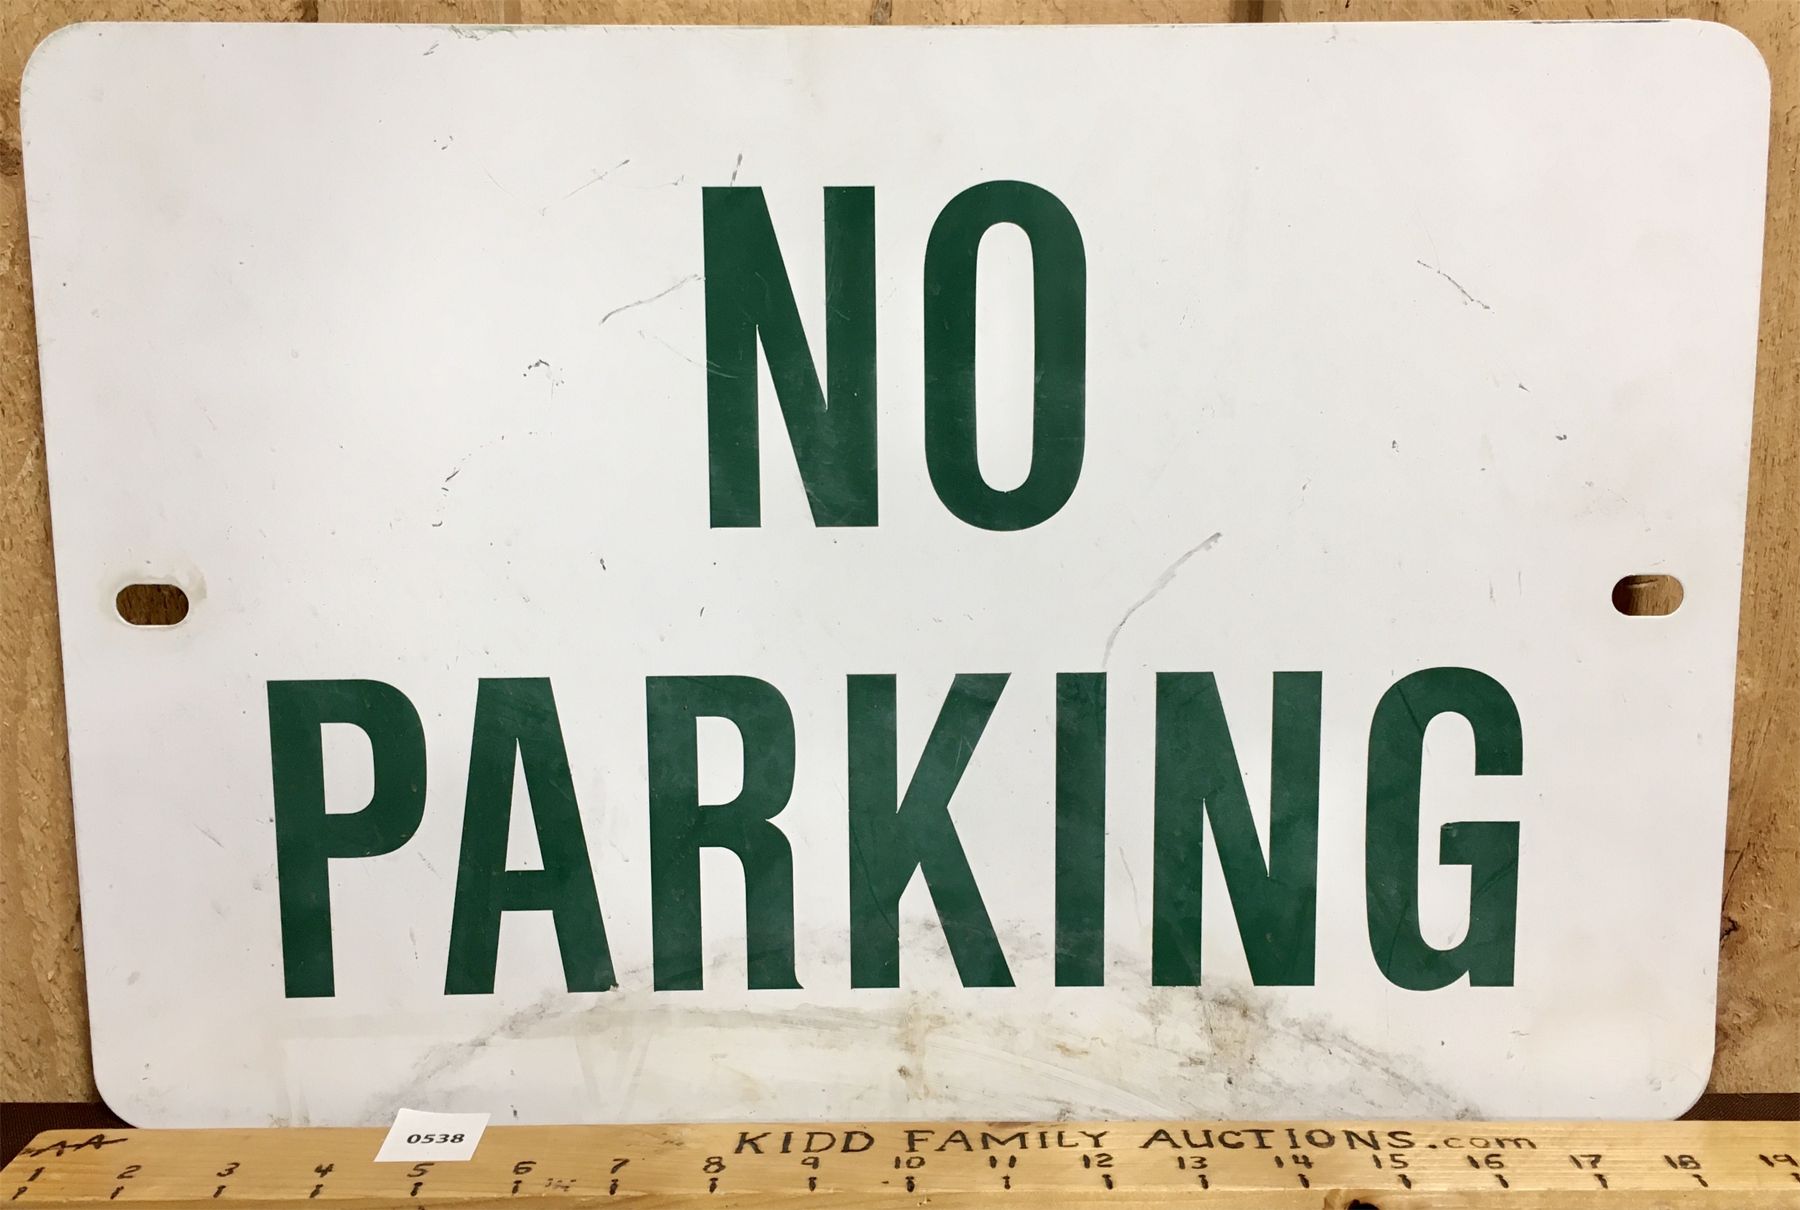 NO
PARKING
0538
KIDD FAMILY AUCTIONS.com
1 2 3 4 5 6 7 8 9 10 11 12 13 14 15 16 17 18 19